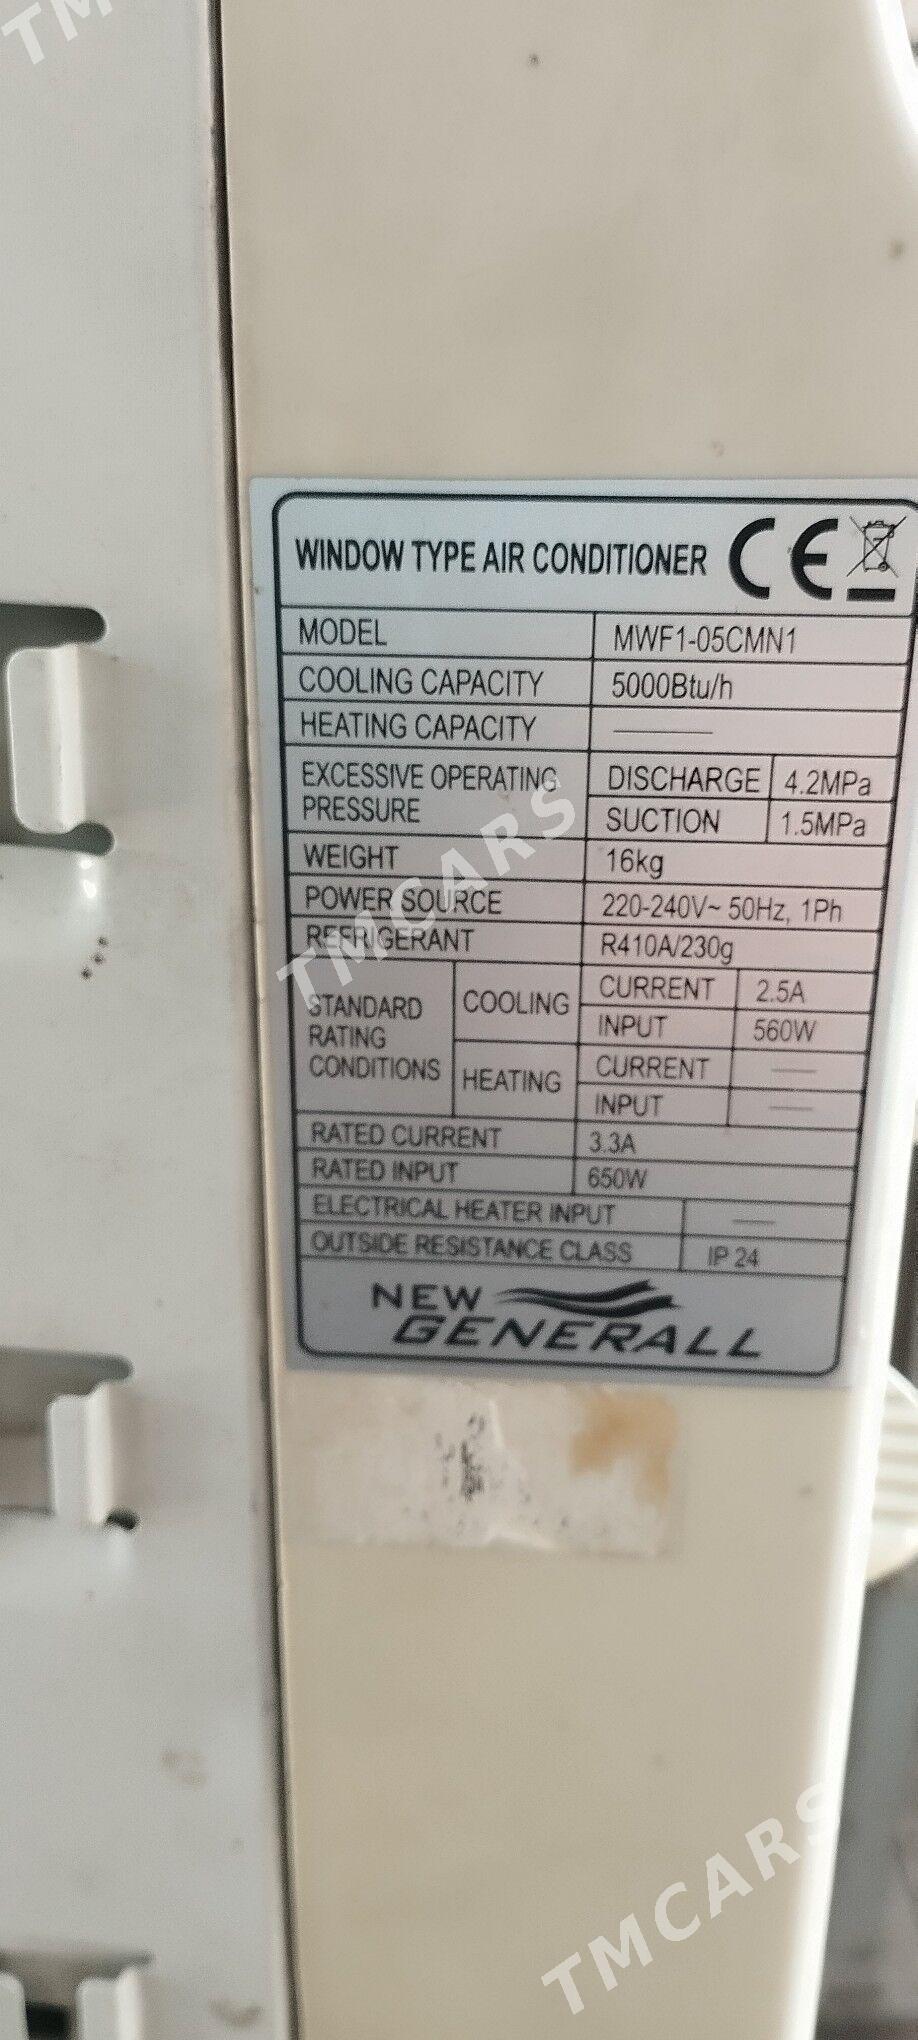 WINDOW TYPE AIR CONDITIONER CE
MODEL MWF1-05CMN1
COOLING CAPACITY 5000Btu/h
HEATING CAPACITY ———
EXCESSIVE OPERATING PRESSURE DISCHARGE 4.2MPa
SUCTION 1.5MPa
WEIGHT 16kg
POWER SOURCE 220-240V~ 50Hz, 1Ph
REFRIGERANT R410A/230g
STANDARD RATING CONDITIONS COOLING CURRENT 2.5A
INPUT 560W
HEATING CURRENT ——
INPUT ——
RATED CURRENT 3.3A
RATED INPUT 650W
ELECTRICAL HEATER INPUT ——
OUTSIDE RESISTANCE CLASS IP 24
NEW
GENERALL
TMCARS
TMCARS